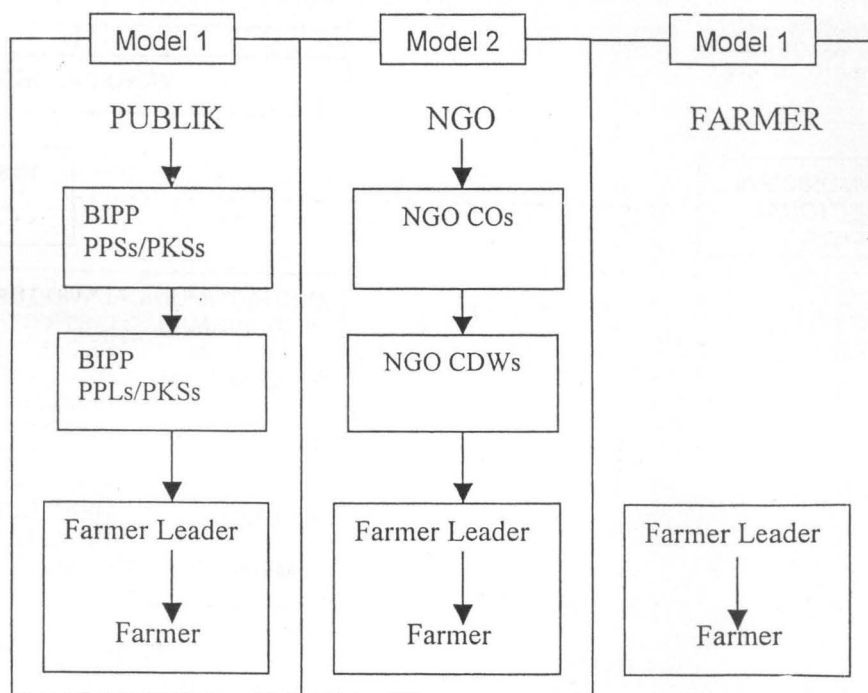 Model 1
PUBLIK
BIPP
PPSs/PKSs
BIPP
PPLs/PKSs
Farmer Leader
Farmer
Model 2
NGO
NGO COs
NGO CDWs
Farmer Leader
Farmer
Model 1
FARMER
Farmer Leader
Farmer